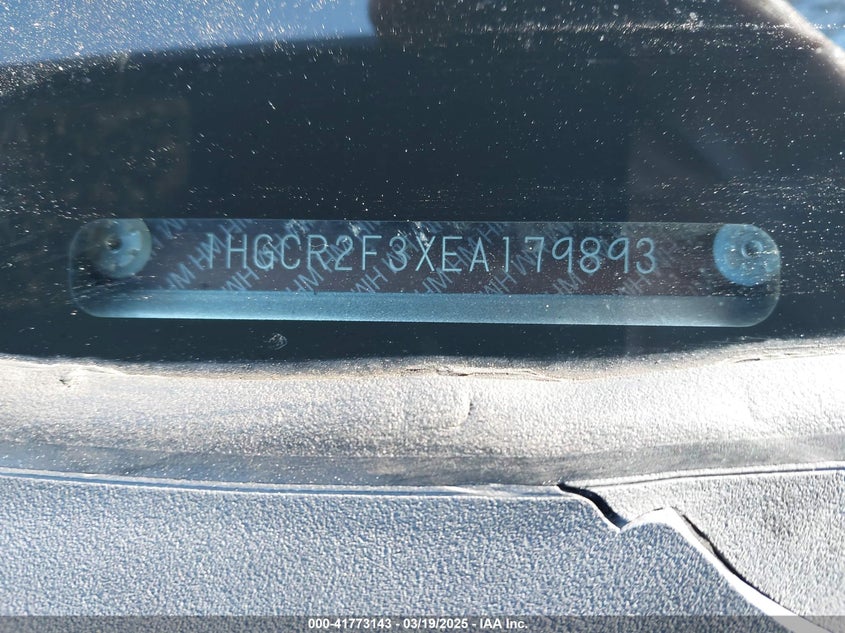 1HGCR2F3XEA179893
000-41773143 - 03/19/2025 - IAA Inc.